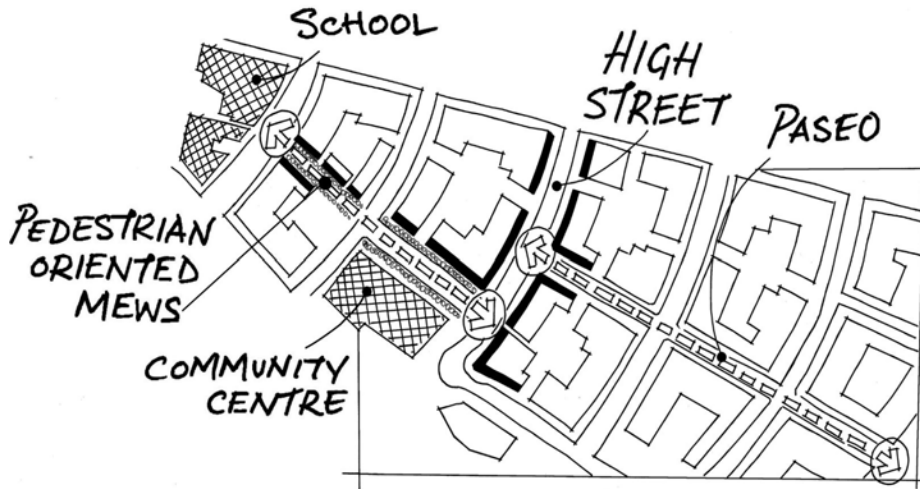 SCHOOL
HIGH
STREET
PASEO
PEDESTRIAN
ORIENTED
MEWS
COMMUNITY
CENTRE